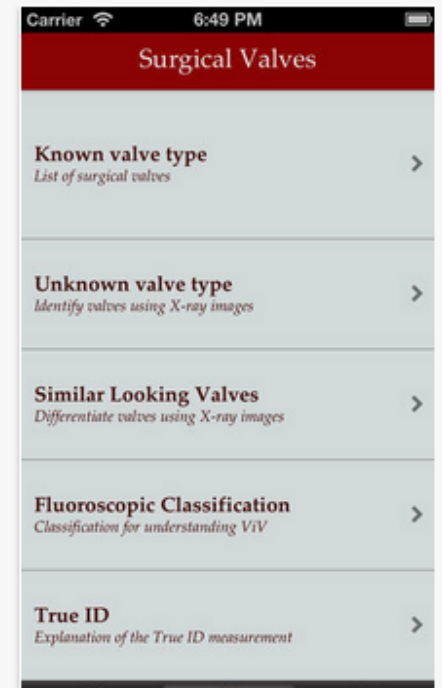 Carrier 6:49 PM
Surgical Valves
Known valve type
List of surgical valves
Unknown valve type
Identify valves using X-ray images
Similar Looking Valves
Differentiate valves using X-ray images
Fluoroscopic Classification
Classification for understanding ViV
True ID
Explanation of the True ID measurement